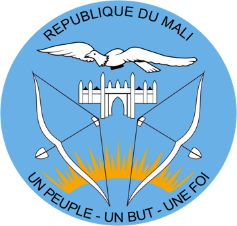 REPUBLIQUE DU MALI
UN PEUPLE - UN BUT - UNE FOI